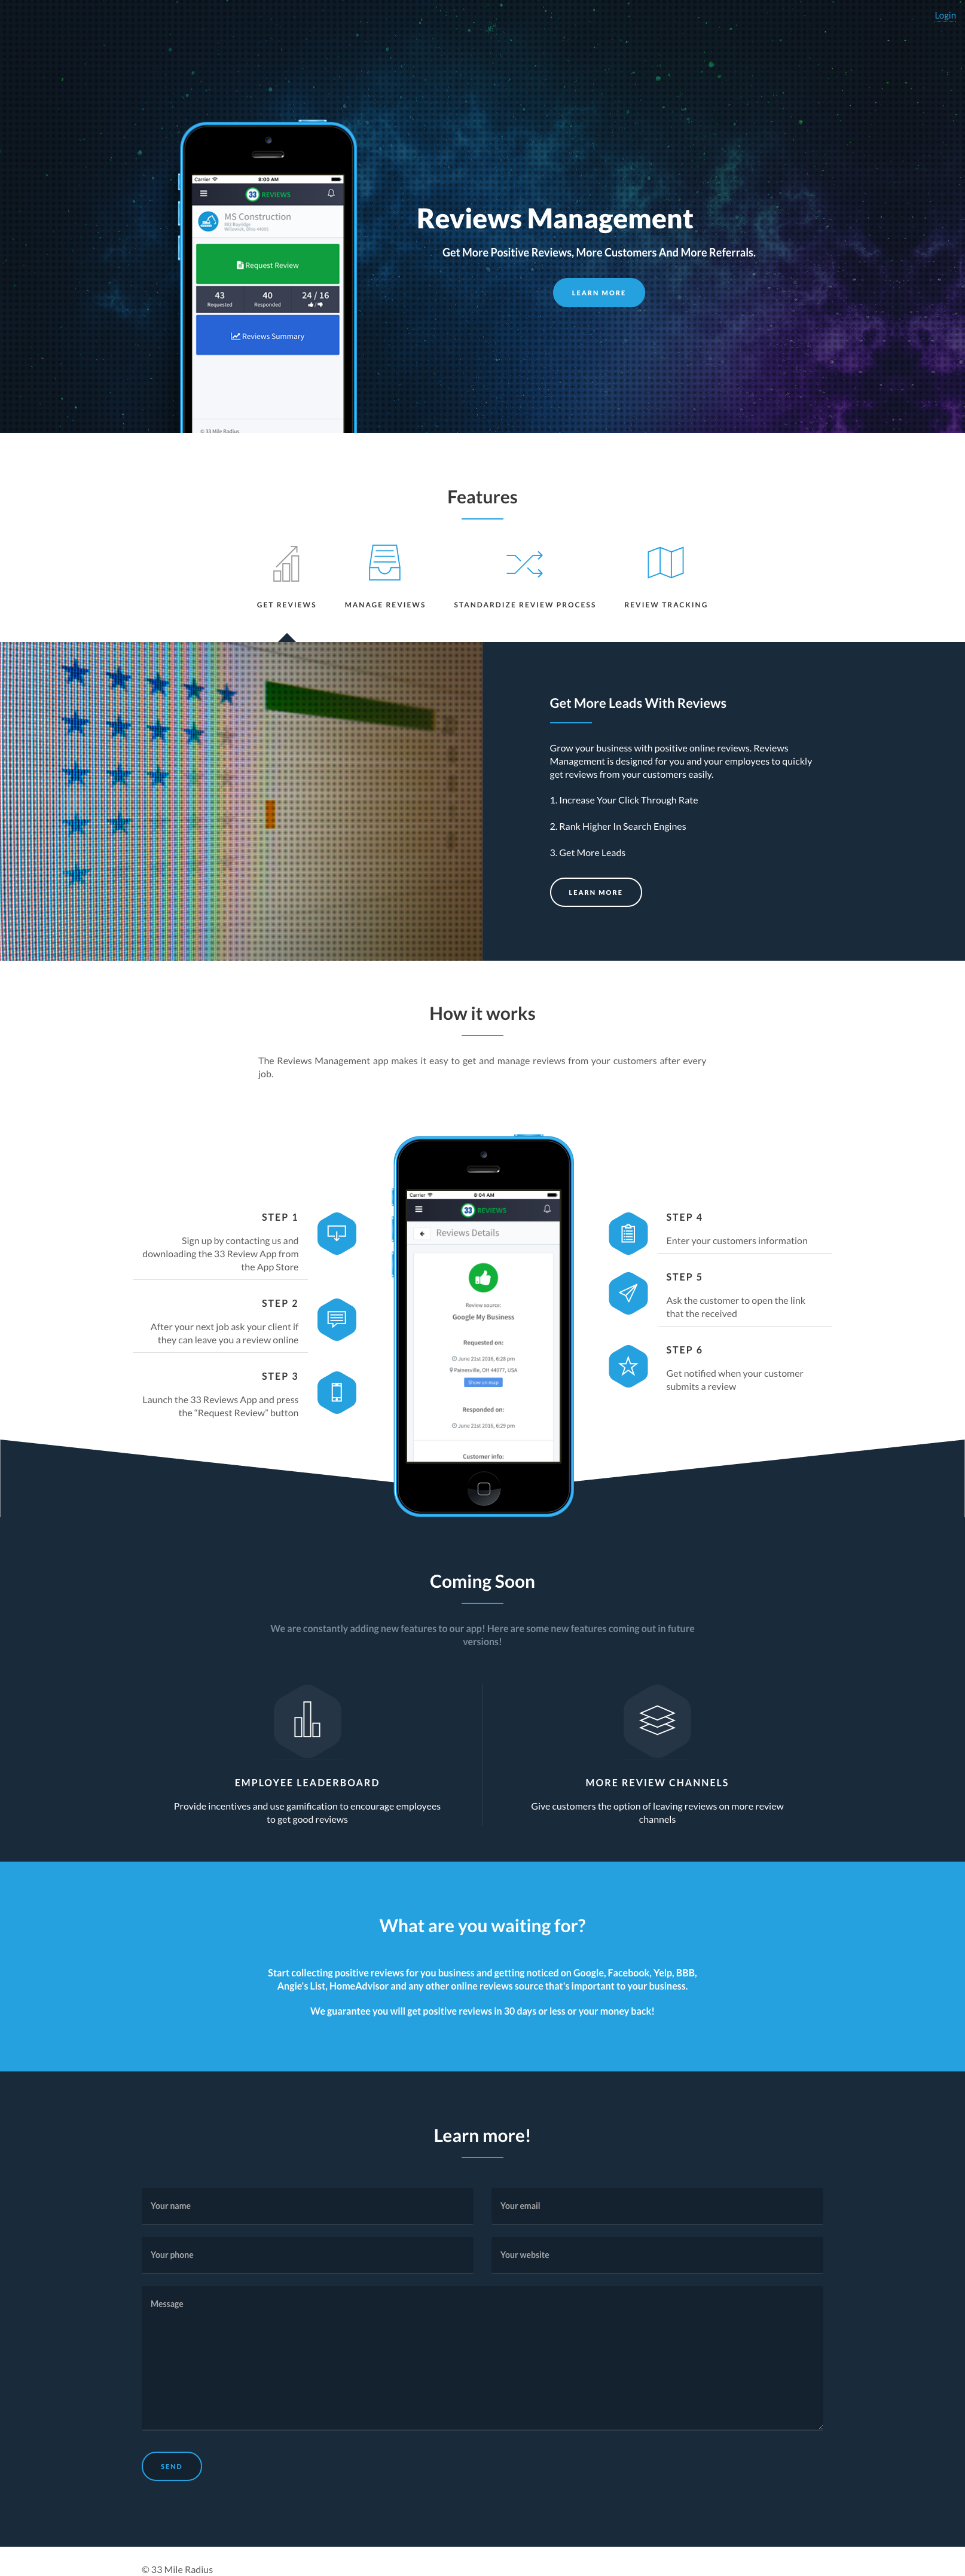 Login
Carrier 8:00 AM
33 REVIEWS
MS Construction
Willowick, Ohio 44095
Request Review
43 40 24 / 16
Requested Responded
Reviews Summary
© 33 Mile Radius
Reviews Management
Get More Positive Reviews, More Customers And More Referrals.
LEARN MORE
Features
GET REVIEWS MANAGE REVIEWS STANDARDIZE REVIEW PROCESS REVIEW TRACKING
Get More Leads With Reviews
Grow your business with positive online reviews. Reviews
Management is designed for you and your employees to quickly
get reviews from your customers easily.
1. Increase Your Click Through Rate
2. Rank Higher In Search Engines
3. Get More Leads
LEARN MORE
How it works
The Reviews Management app makes it easy to get and manage reviews from your customers after every
job.
STEP 1
Sign up by contacting us and
downloading the 33 Review App from
the App Store
STEP 2
After your next job ask your client if
they can leave you a review online
STEP 3
Launch the 33 Reviews App and press
the “Request Review” button
Carrier 8:04 AM
33 REVIEWS
Reviews Details
Review source:
Google My Business
Requested on:
June 21st 2016, 6:28 pm
Painesville, OH 44077, USA
Show on map
Responded on:
June 21st 2016, 6:29 pm
Customer info:
STEP 4
Enter your customers information
STEP 5
Ask the customer to open the link
that the received
STEP 6
Get notified when your customer
submits a review
Coming Soon
We are constantly adding new features to our app! Here are some new features coming out in future
versions!
EMPLOYEE LEADERBOARD
Provide incentives and use gamification to encourage employees
to get good reviews
MORE REVIEW CHANNELS
Give customers the option of leaving reviews on more review
channels
What are you waiting for?
Start collecting positive reviews for you business and getting noticed on Google, Facebook, Yelp, BBB,
Angie's List, HomeAdvisor and any other online reviews source that's important to your business.
We guarantee you will get positive reviews in 30 days or less or your money back!
Learn more!
Your name
Your email
Your phone
Your website
Message
SEND
© 33 Mile Radius